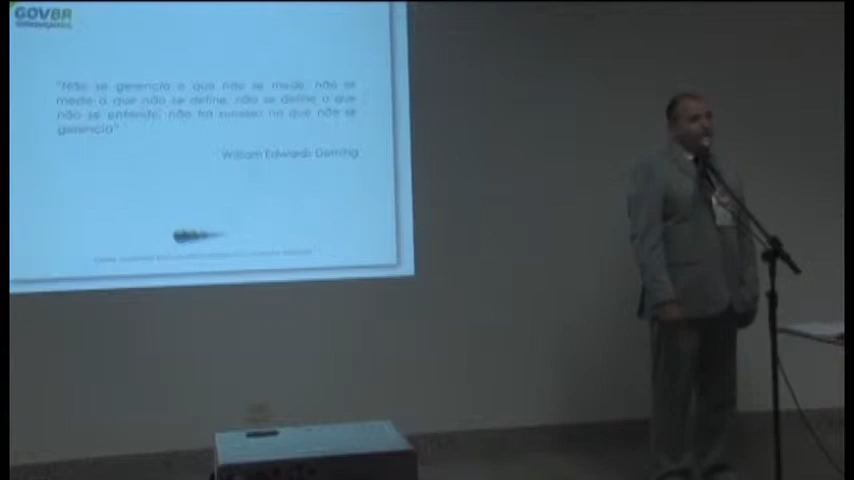 GOVBR
"Não se gerencia o que não se mede, não se
mede o que não se define, não se define o que
não se entende, não há sucesso no que não se
gerencia"
William Edwards Deming